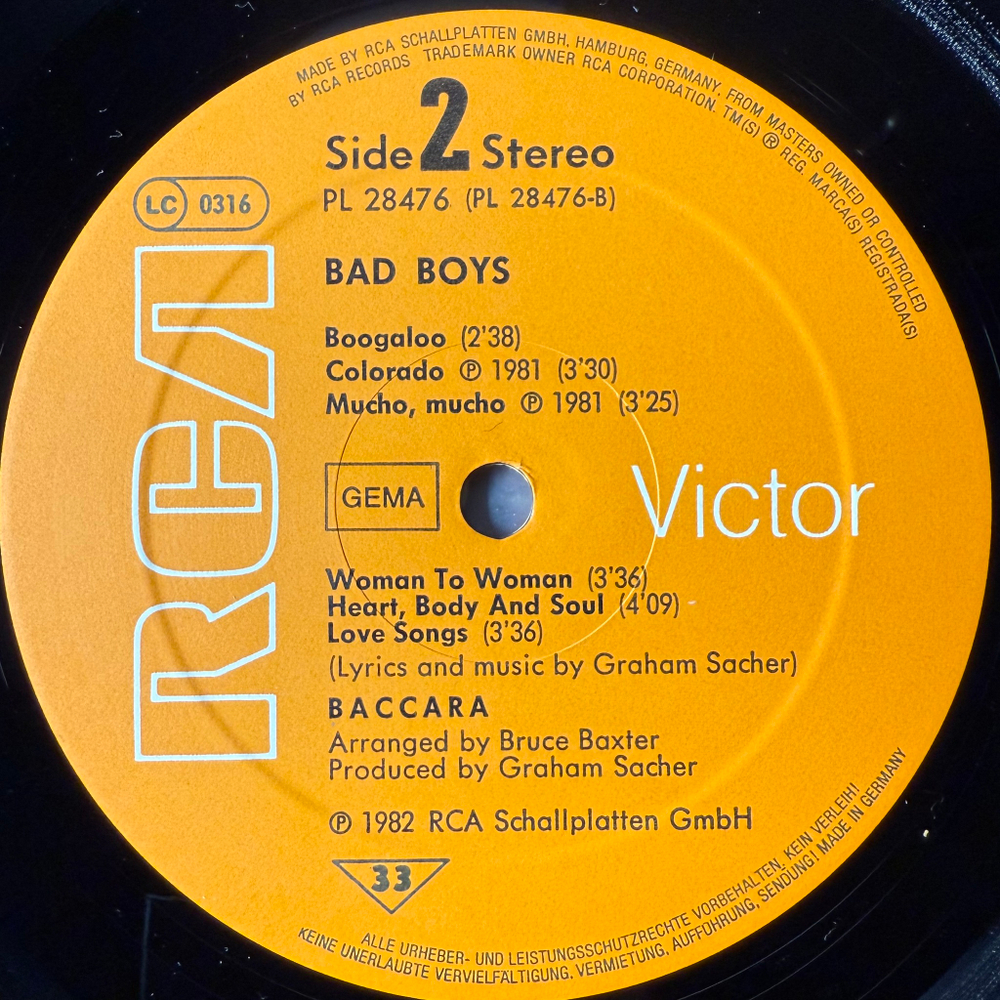 MADE BY RCA SCHALLPLATTEN GMBH, HAMBURG, GERMANY, FROM MASTERS OWNED OR CONTROLLED
BY RCA RECORDS TRADEMARK OWNER RCA CORPORATION. TM(S) ® REG. MARCA(S) REGISTRADA(S)
Side 2 Stereo
LC 0316
PL 28476 (PL 28476-B)
RCA
BAD BOYS
Boogaloo (2'38)
Colorado ℗ 1981 (3'30)
Mucho, mucho ℗ 1981 (3'25)
GEMA
Victor
Woman To Woman (3'36)
Heart, Body And Soul (4'09)
Love Songs (3'36)
(Lyrics and music by Graham Sacher)
BACCARA
Arranged by Bruce Baxter
Produced by Graham Sacher
℗ 1982 RCA Schallplatten GmbH
33
ALLE URHEBER- UND LEISTUNGSSCHUTZRECHTE VORBEHALTEN, KEIN VERLEIH!
KEINE UNERLAUBTE VERVIELFÄLTIGUNG, VERMIETUNG, AUFFÜHRUNG, SENDUNG! MADE IN GERMANY